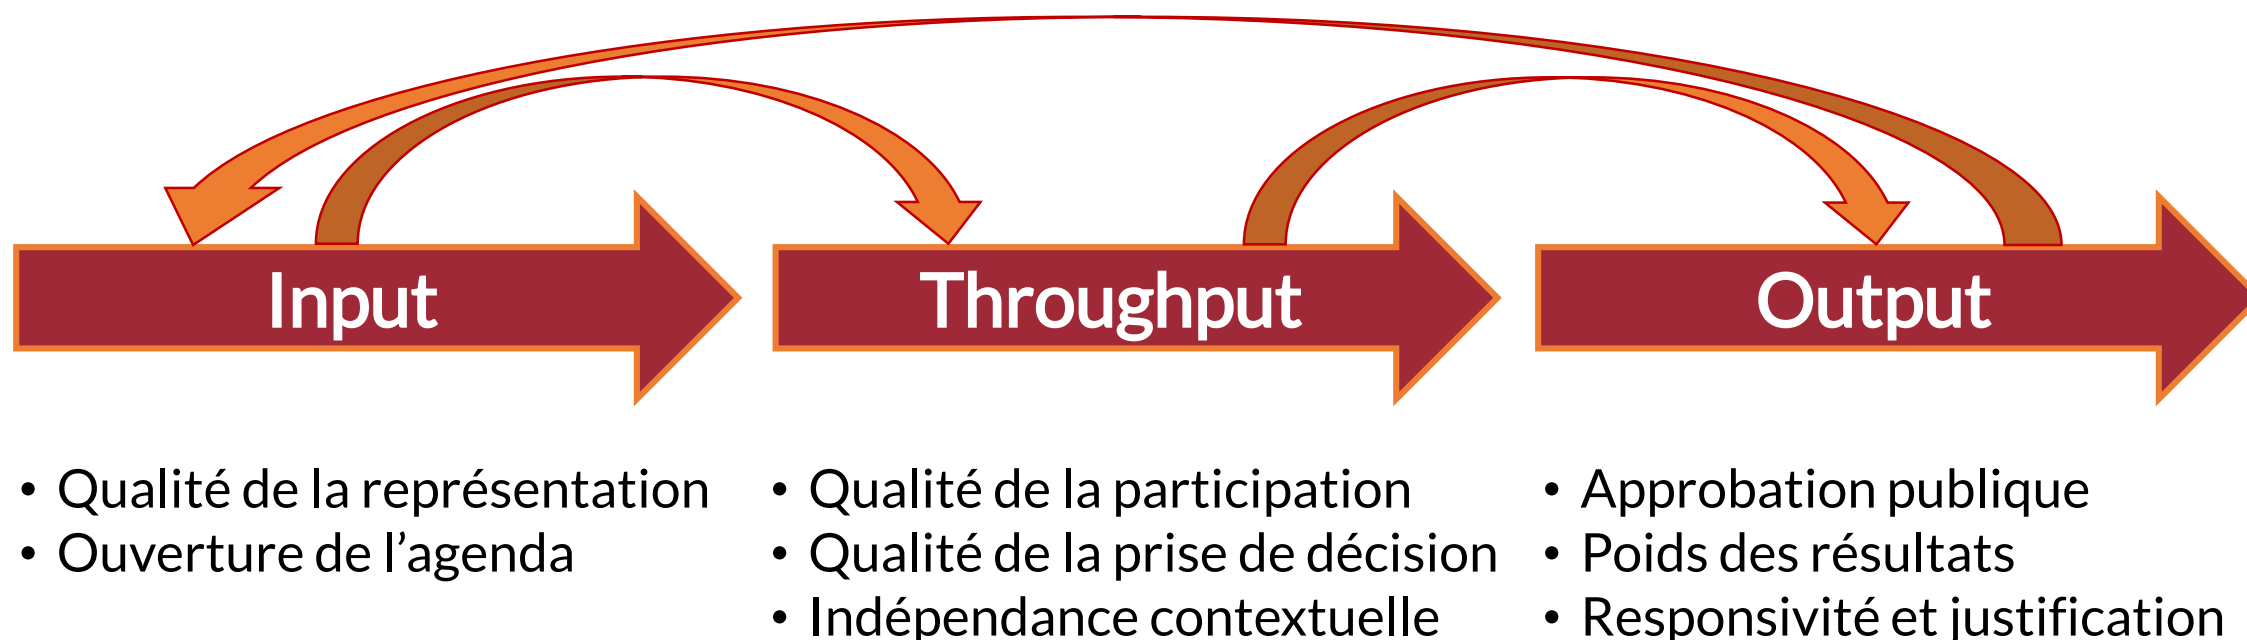 Input
Throughput
Output
• Qualité de la représentation
• Ouverture de l’agenda
• Qualité de la participation
• Qualité de la prise de décision
• Indépendance contextuelle
• Approbation publique
• Poids des résultats
• Responsivité et justification